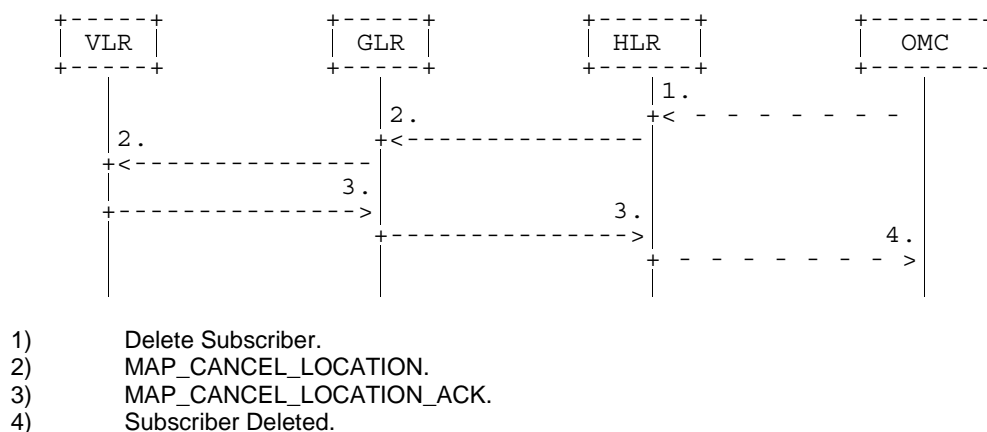 VLR GLR HLR OMC
1.
2.
2.
3.
3.
4.
1) Delete Subscriber.
2) MAP_CANCEL_LOCATION.
3) MAP_CANCEL_LOCATION_ACK.
4) Subscriber Deleted.